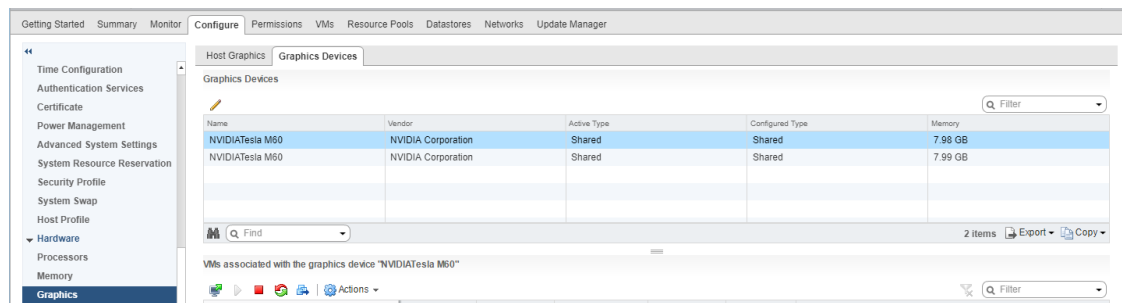 Getting Started Summary Monitor Configure Permissions VMs Resource Pools Datastores Networks Update Manager
Time Configuration
Authentication Services
Certificate
Power Management
Advanced System Settings
System Resource Reservation
Security Profile
System Swap
Host Profile
Hardware
Processors
Memory
Graphics
Host Graphics Graphics Devices
Graphics Devices
Filter
Name Vendor Active Type Configured Type Memory
NVIDIATesla M60 NVIDIA Corporation Shared Shared 7.98 GB
NVIDIATesla M60 NVIDIA Corporation Shared Shared 7.99 GB
Find 2 items Export Copy
VMs associated with the graphics device "NVIDIATesla M60"
Actions Filter